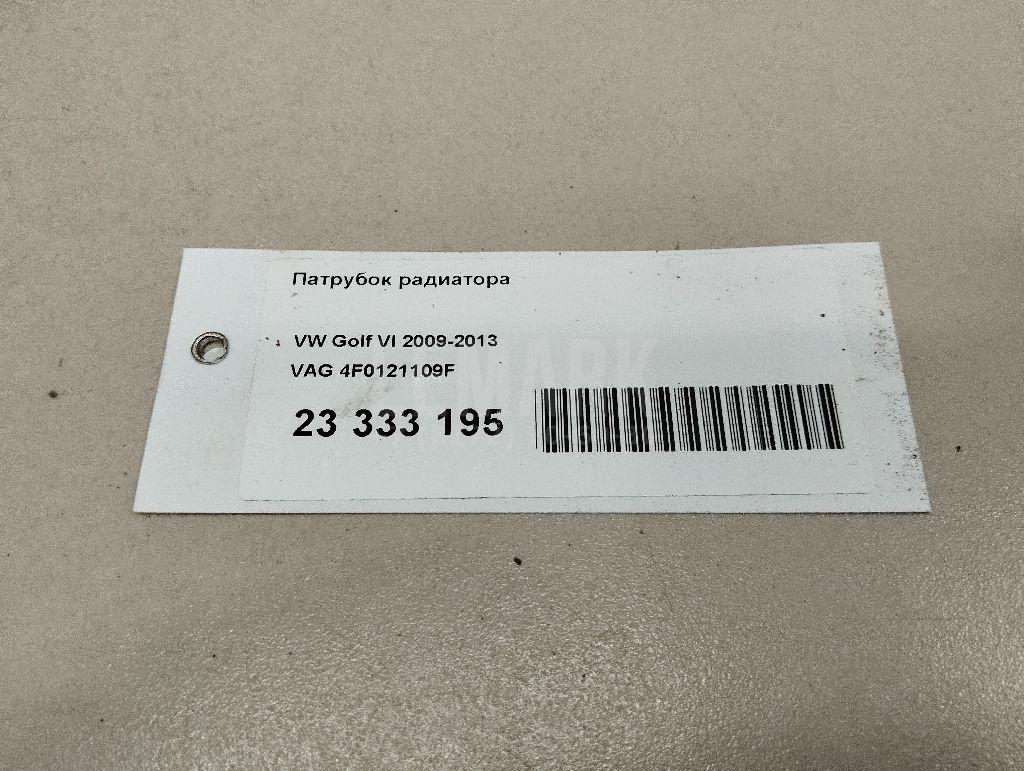 Патрубок радиатора
VW Golf VI 2009-2013
VAG 4F0121109F
23 333 195